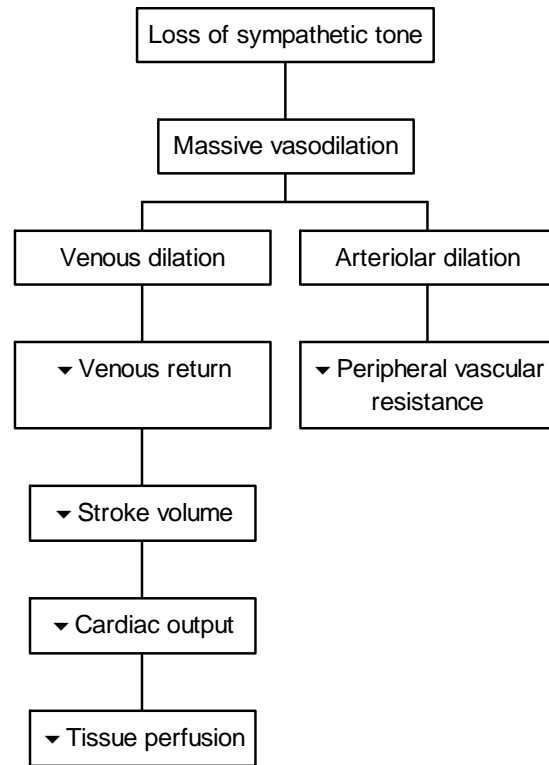 Loss of sympathetic tone
Massive vasodilation
Venous dilation
Arteriolar dilation
▼ Venous return
▼ Peripheral vascular
resistance
▼ Stroke volume
▼ Cardiac output
▼ Tissue perfusion